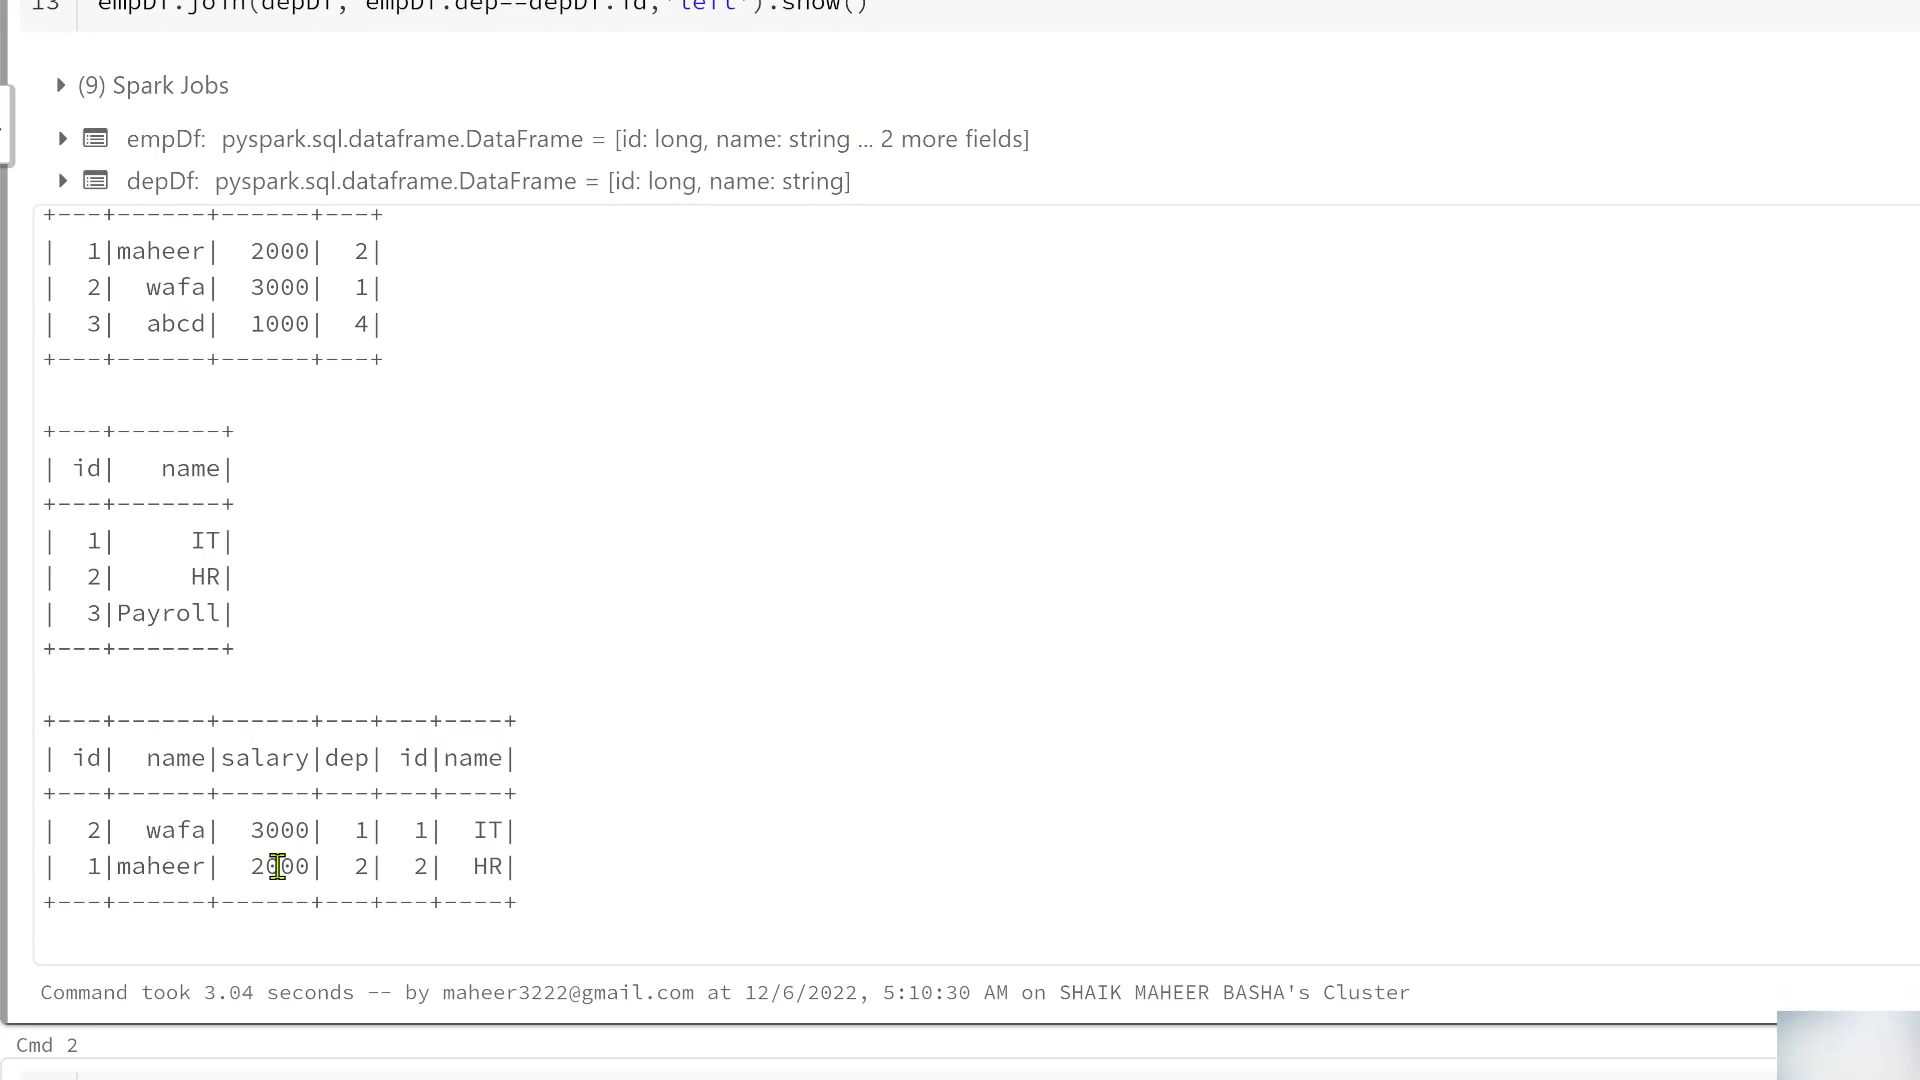 13 empDf.join(depDf, empDf.dep==depDf.id,'left').show()
(9) Spark Jobs
empDf: pyspark.sql.dataframe.DataFrame = [id: long, name: string ... 2 more fields]
depDf: pyspark.sql.dataframe.DataFrame = [id: long, name: string]
+---+------+------+---+
|  1|maheer|  2000|  2|
|  2|  wafa|  3000|  1|
|  3|  abcd|  1000|  4|
+---+------+------+---+
+---+-------+
| id|   name|
+---+-------+
|  1|     IT|
|  2|     HR|
|  3|Payroll|
+---+-------+
+---+------+------+---+---+----+
| id|  name|salary|dep| id|name|
+---+------+------+---+---+----+
|  2|  wafa|  3000|  1|  1|  IT|
|  1|maheer|  2000|  2|  2|  HR|
+---+------+------+---+---+----+
Command took 3.04 seconds -- by maheer3222@gmail.com at 12/6/2022, 5:10:30 AM on SHAIK MAHEER BASHA's Cluster
Cmd 2